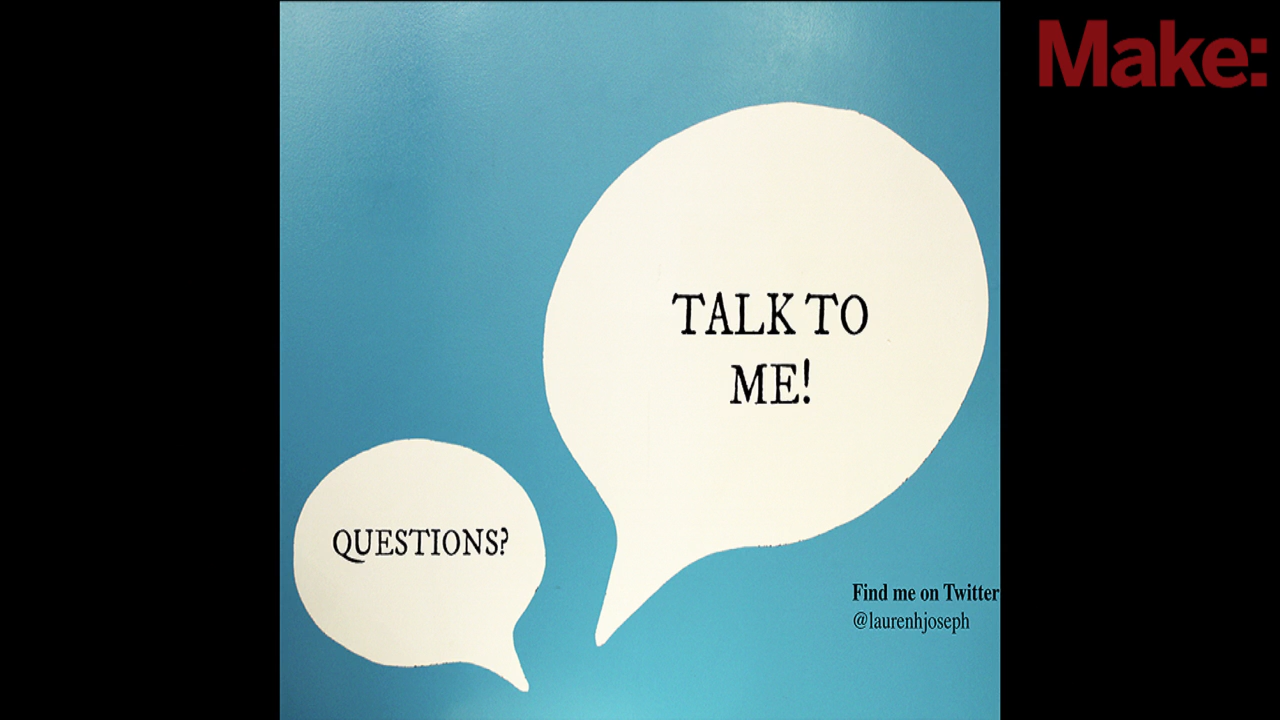 Make:
TALK TO
ME!
QUESTIONS?
Find me on Twitter
@laurenhjoseph